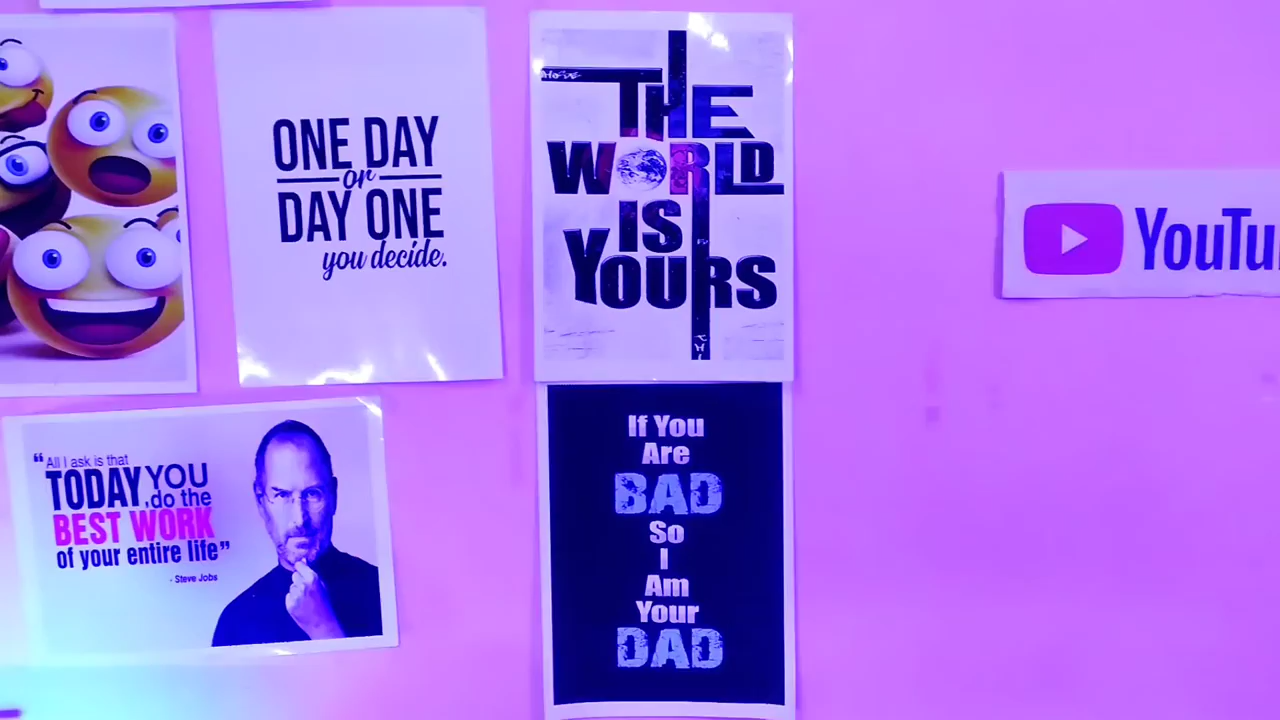 ONE DAY
or
DAY ONE
you decide.
THE
WORLD
IS
YOURS
YouTu
"All I ask is that
TODAY YOU
,do the
BEST WORK
of your entire life"
- Steve Jobs
If You
Are
BAD
So
I
Am
Your
DAD